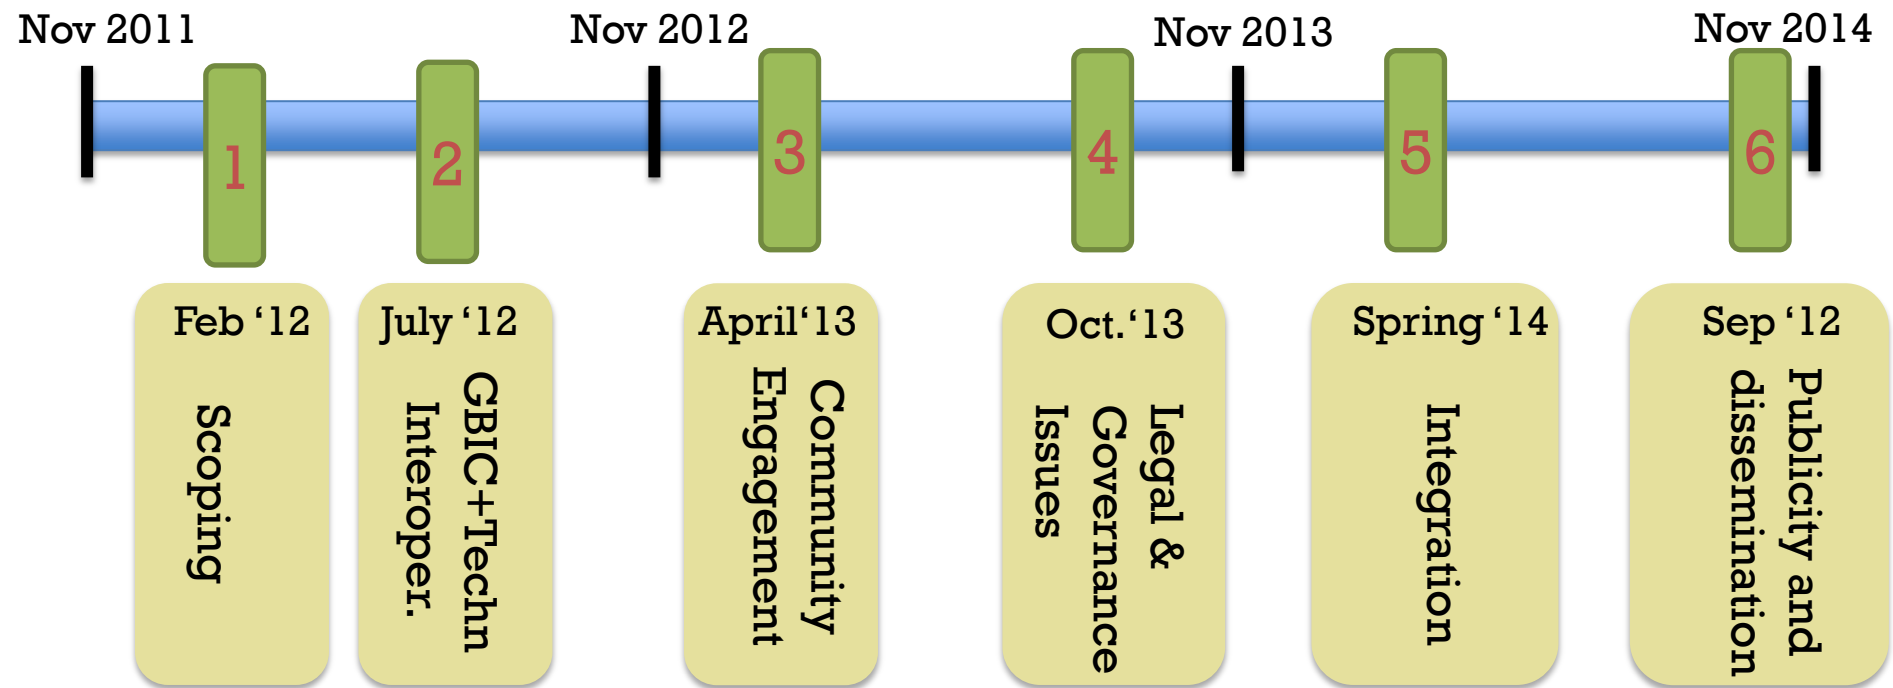 Nov 2011
Nov 2012
Nov 2013
Nov 2014
1
2
3
4
5
6
Feb ‘12
Scoping
July ‘12
GBIC+Techn
Interoper.
April‘13
Community
Engagement
Oct.‘13
Legal &
Governance
Issues
Spring ‘14
Integration
Sep ‘12
Publicity and
dissemination